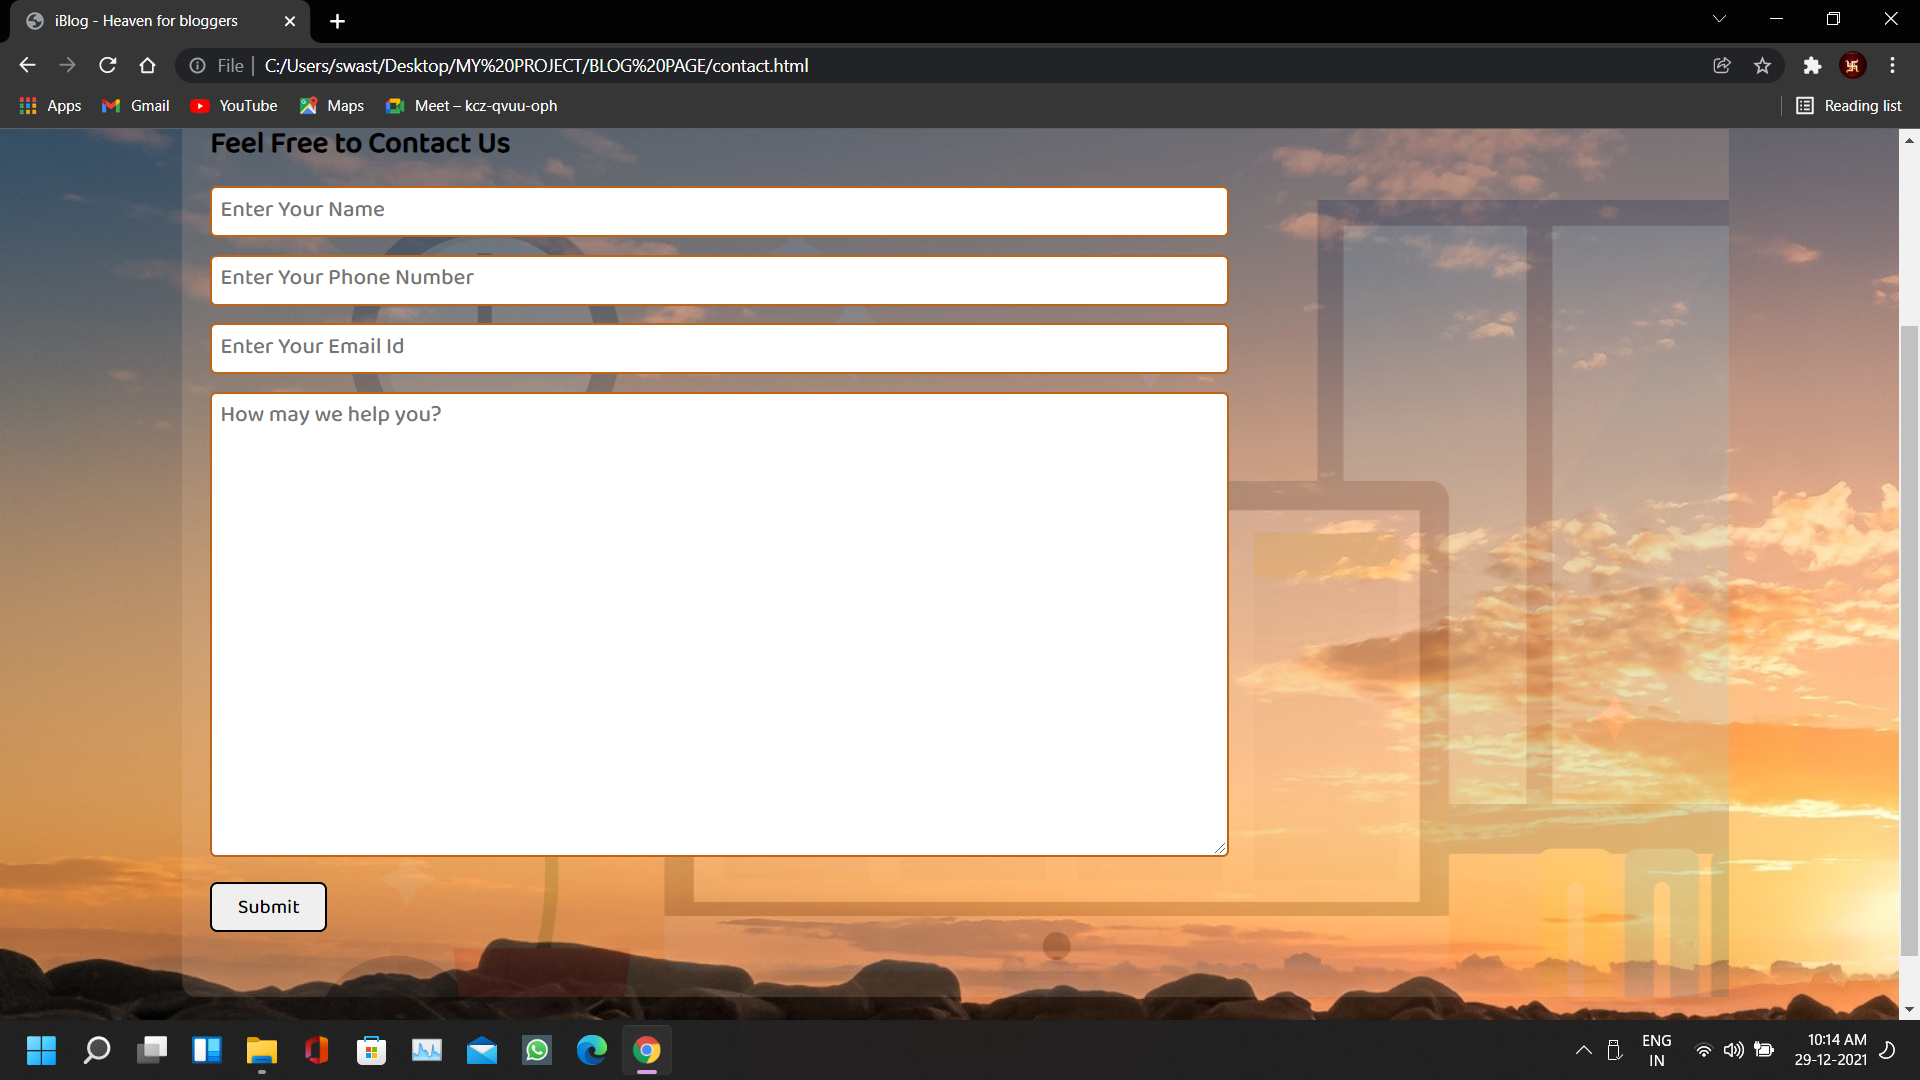 iBlog - Heaven for bloggers
File | C:/Users/swast/Desktop/MY%20PROJECT/BLOG%20PAGE/contact.html
Apps Gmail YouTube Maps Meet – kcz-qvuu-oph Reading list
Feel Free to Contact Us
Enter Your Name
Enter Your Phone Number
Enter Your Email Id
How may we help you?
Submit
ENG
IN
10:14 AM
29-12-2021